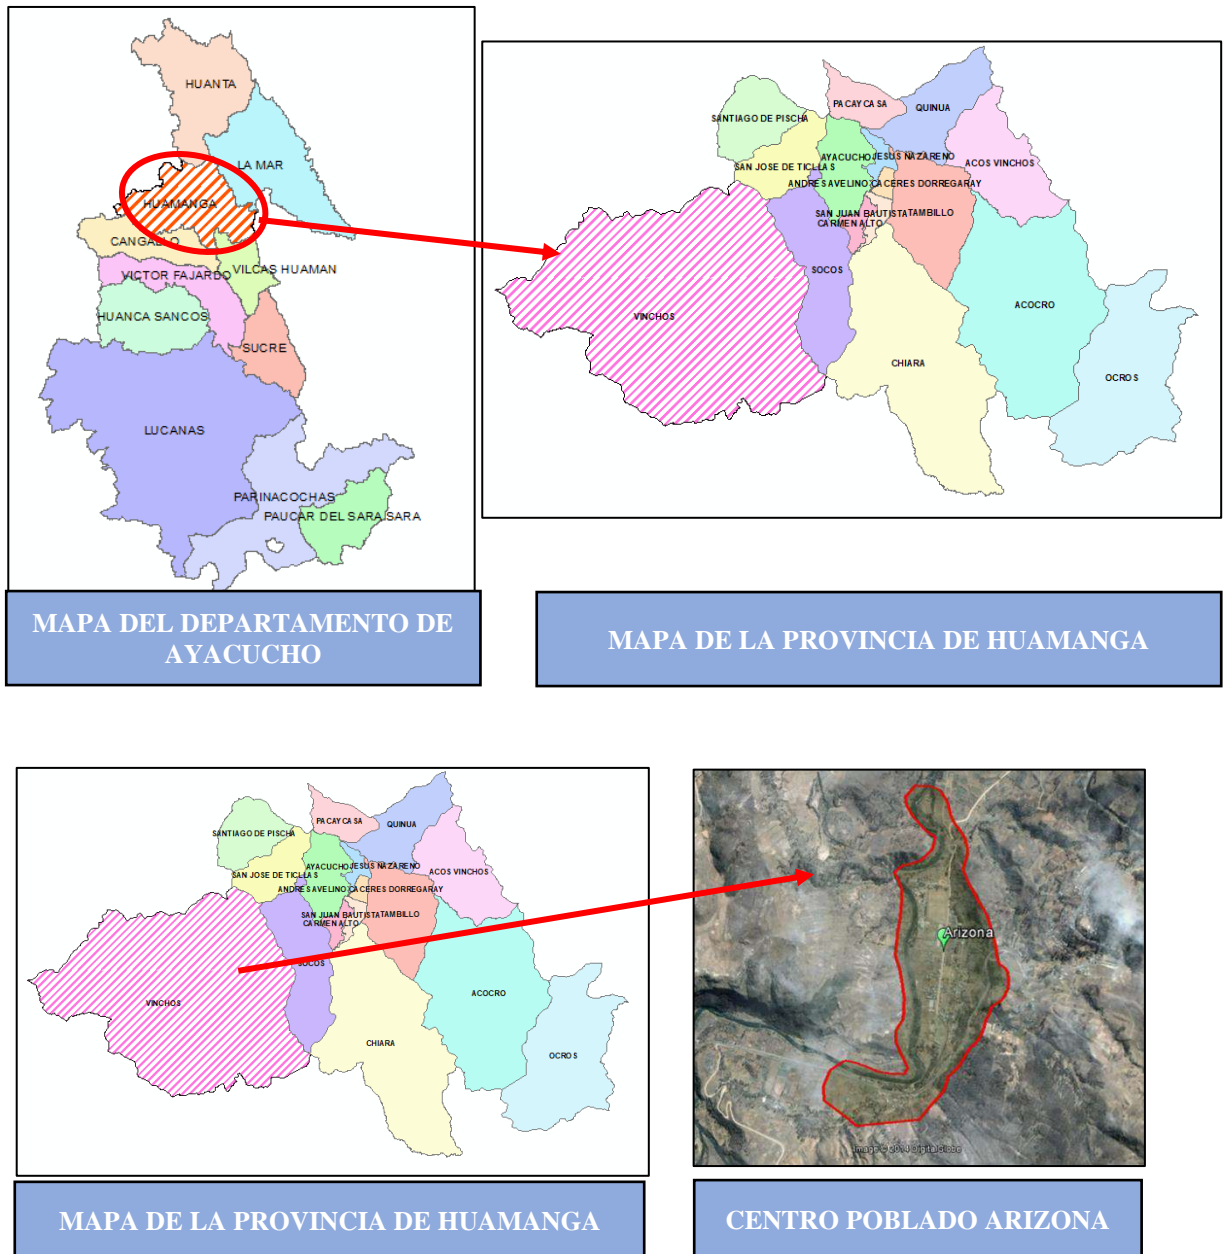 HUANTA
LA MAR
HUAMANGA
CANGALLO
VILCAS HUAMAN
VICTOR FAJARDO
HUANCA SANCOS
SUCRE
LUCANAS
PARINACOCHAS
PAUCAR DEL SARA SARA
MAPA DEL DEPARTAMENTO DE
AYACUCHO
PACAYCASA
QUINUA
SANTIAGO DE PISCHA
AYACUCHO
JESUS NAZARENO
ACOS VINCHOS
SAN JOSE DE TICLLAS
ANDRES AVELINO CACERES DORREGARAY
SAN JUAN BAUTISTA
TAMBILLO
CARMEN ALTO
SOCOS
VINCHOS
ACOCRO
CHIARA
OCROS
MAPA DE LA PROVINCIA DE HUAMANGA
PACAYCASA
QUINUA
SANTIAGO DE PISCHA
AYACUCHO
JESUS NAZARENO
ACOS VINCHOS
SAN JOSE DE TICLLAS
ANDRES AVELINO CACERES DORREGARAY
SAN JUAN BAUTISTA
TAMBILLO
CARMEN ALTO
SOCOS
VINCHOS
ACOCRO
CHIARA
OCROS
MAPA DE LA PROVINCIA DE HUAMANGA
Arizona
Image © 2014 DigitalGlobe
CENTRO POBLADO ARIZONA